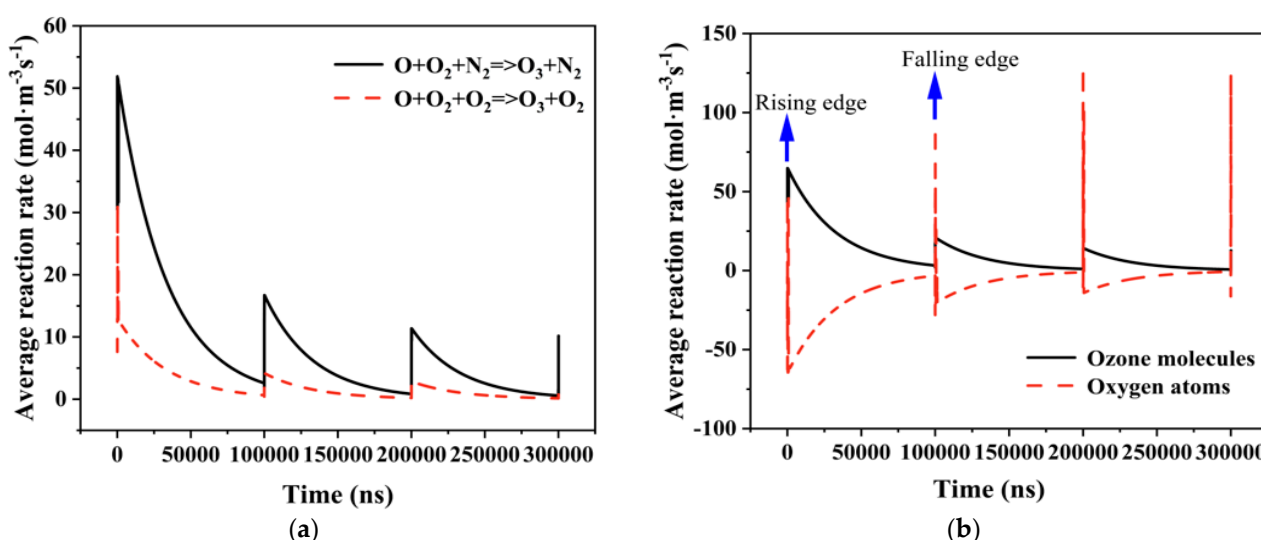 Average reaction rate (mol·m⁻³s⁻¹)
60
50
40
30
20
10
0
O+O₂+N₂=>O₃+N₂
O+O₂+O₂=>O₃+O₂
0 50000 100000 150000 200000 250000 300000
Time (ns)
(a)
Average reaction rate (mol·m⁻³s⁻¹)
150
100
50
0
-50
-100
Falling edge
Rising edge
Ozone molecules
Oxygen atoms
0 50000 100000 150000 200000 250000 300000
Time (ns)
(b)